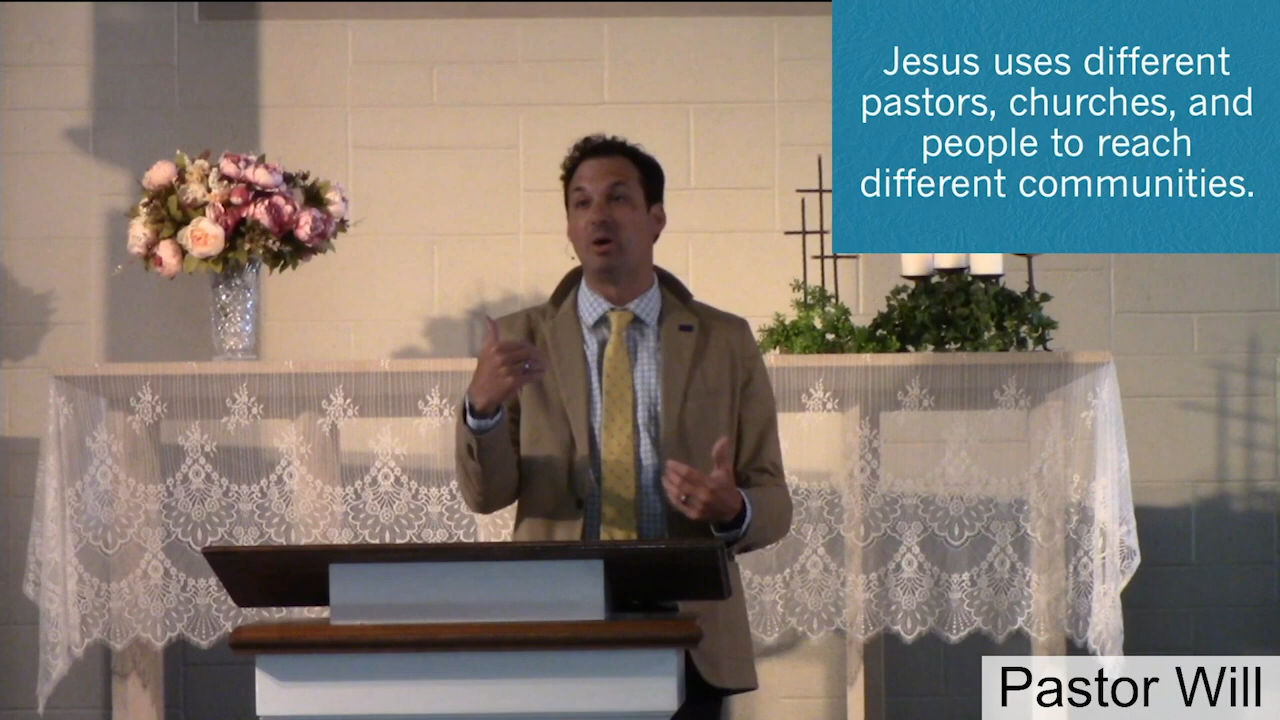 Jesus uses different
pastors, churches, and
people to reach
different communities.
Pastor Will